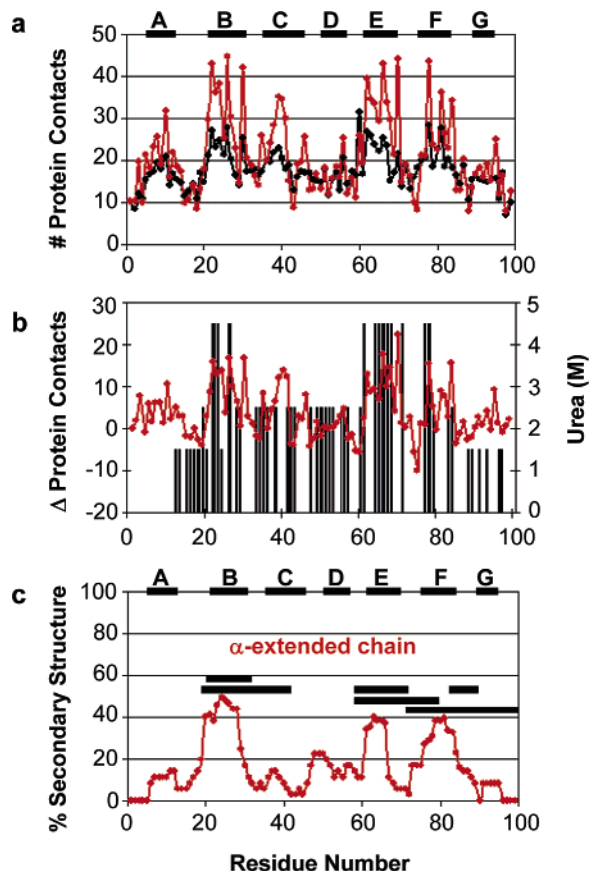 a
A B C D E F G
# Protein Contacts
50
40
30
20
10
0
0 20 40 60 80 100
b
Δ Protein Contacts
30
20
10
0
-10
-20
5
4
3
2
1
0
Urea (M)
0 20 40 60 80 100
c
A B C D E F G
% Secondary Structure
100
80
60
40
20
0
α-extended chain
0 20 40 60 80 100
Residue Number